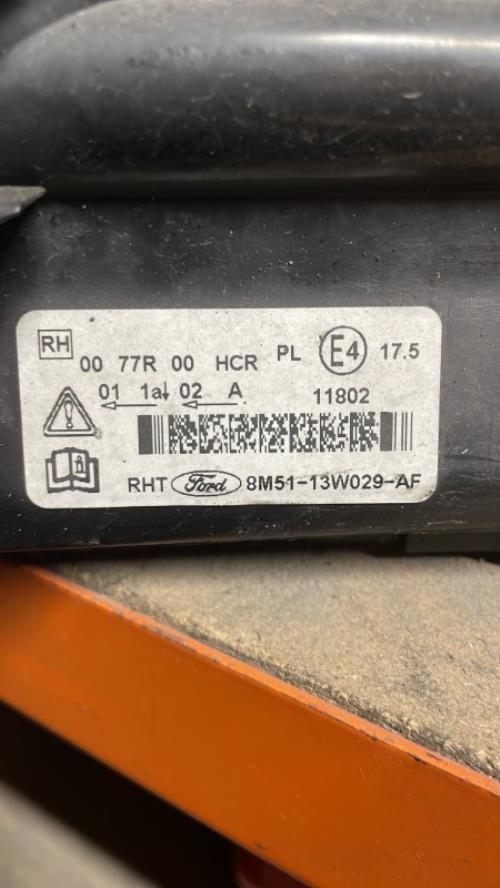 RH 00 77R 00 HCR PL E4 17.5
01 1a 02 A 11802
RHT Ford 8M51-13W029-AF